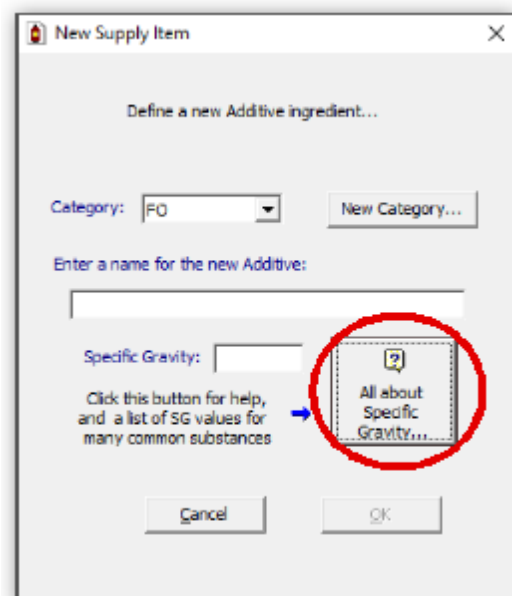 New Supply Item
Define a new Additive ingredient...
Category: FO New Category...
Enter a name for the new Additive:
Specific Gravity:
Click this button for help,
and a list of SG values for
many common substances
All about
Specific
Gravity...
Cancel OK